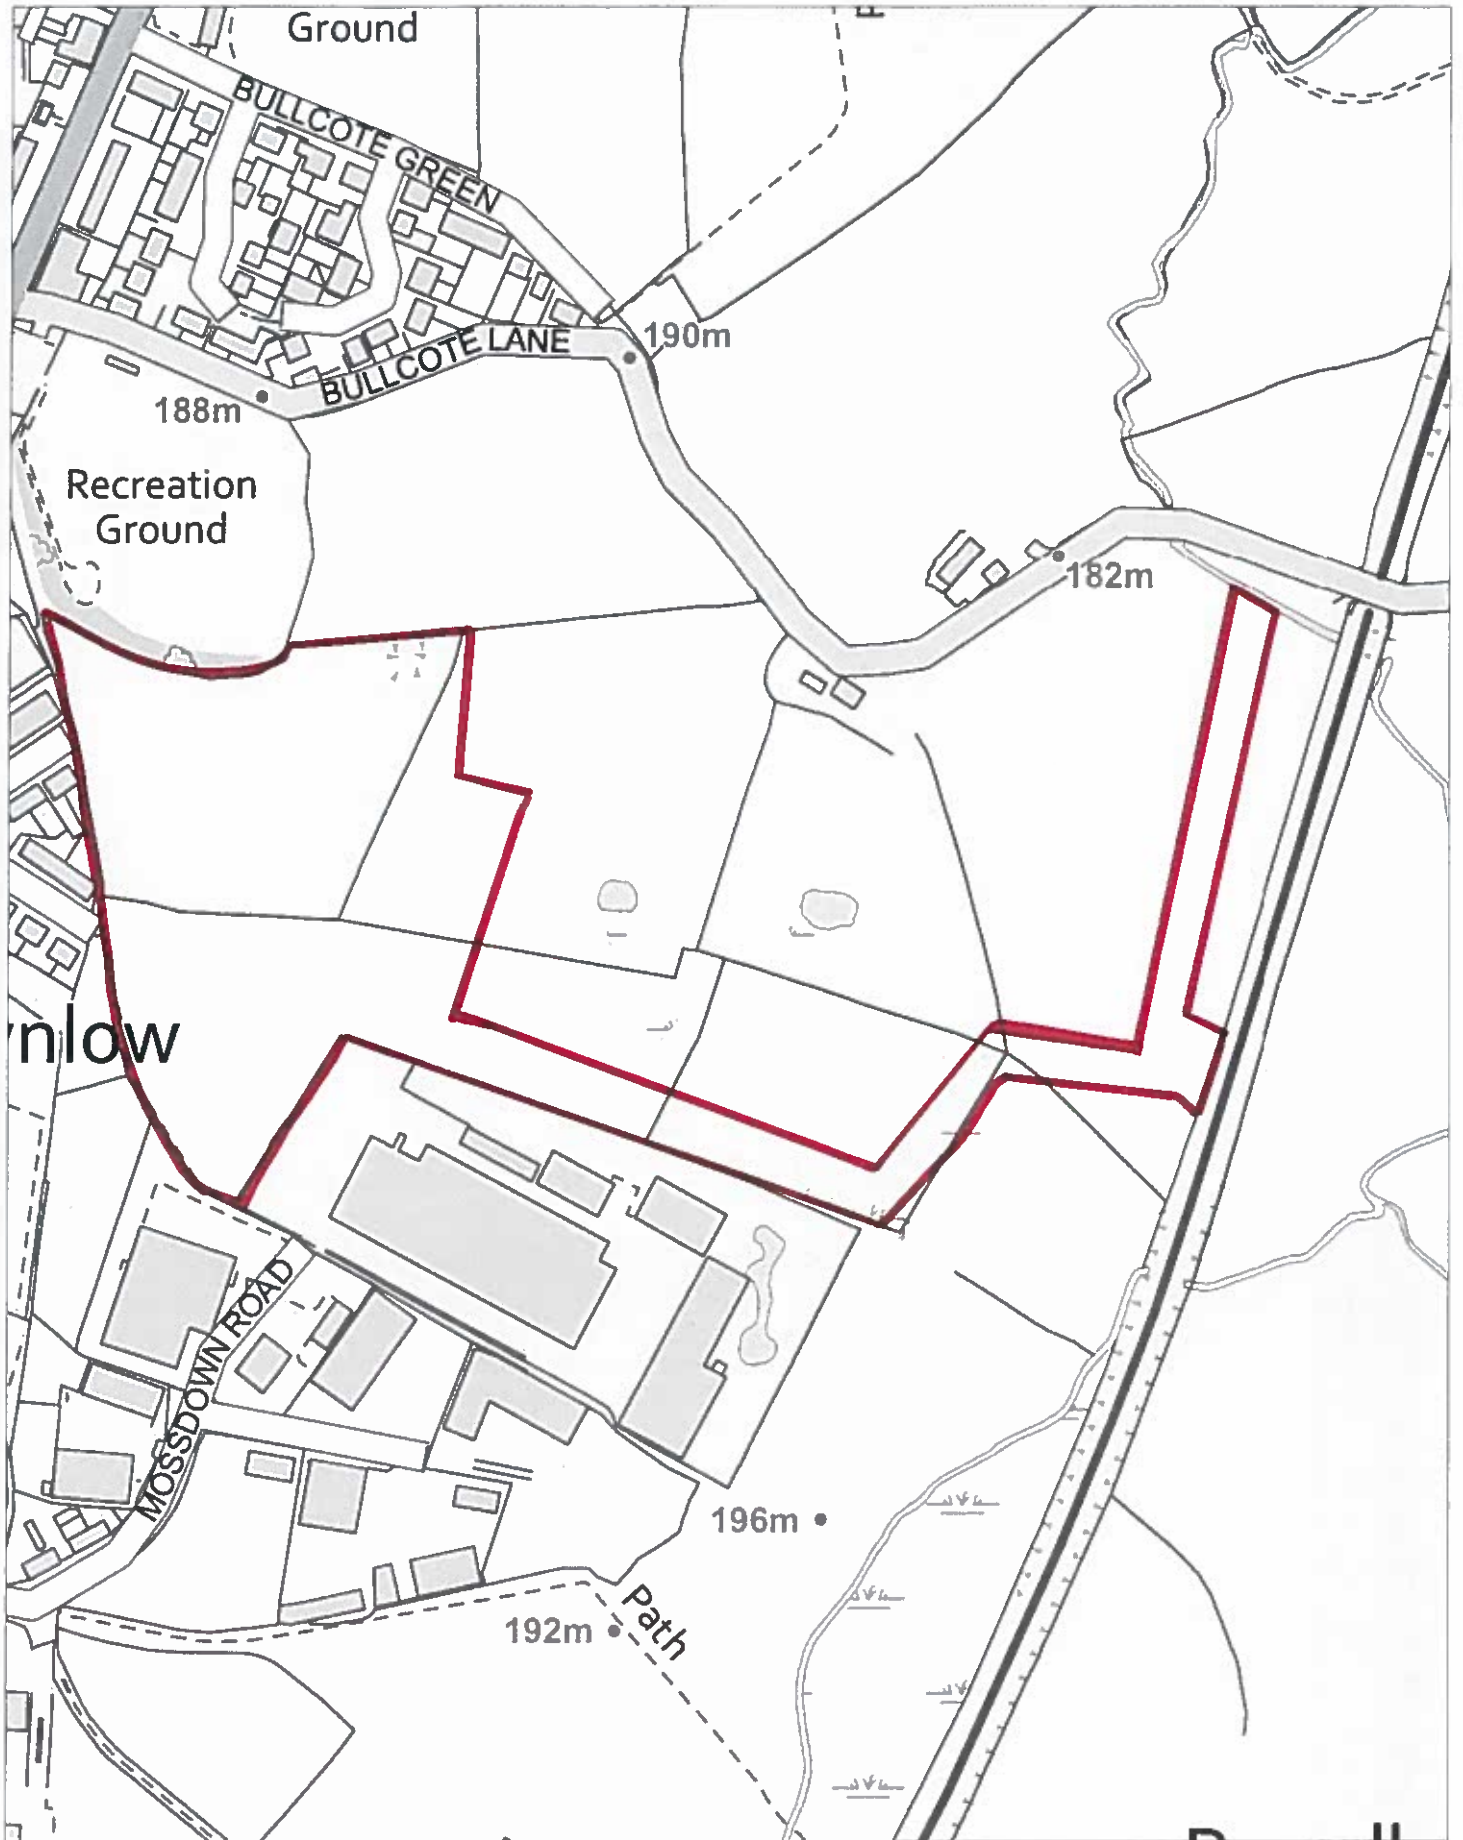 Ground
BULLCOTE GREEN
190m
BULLCOTE LANE
188m
Recreation
Ground
182m
nlow
MOSSDOWN ROAD
196m
Path
192m